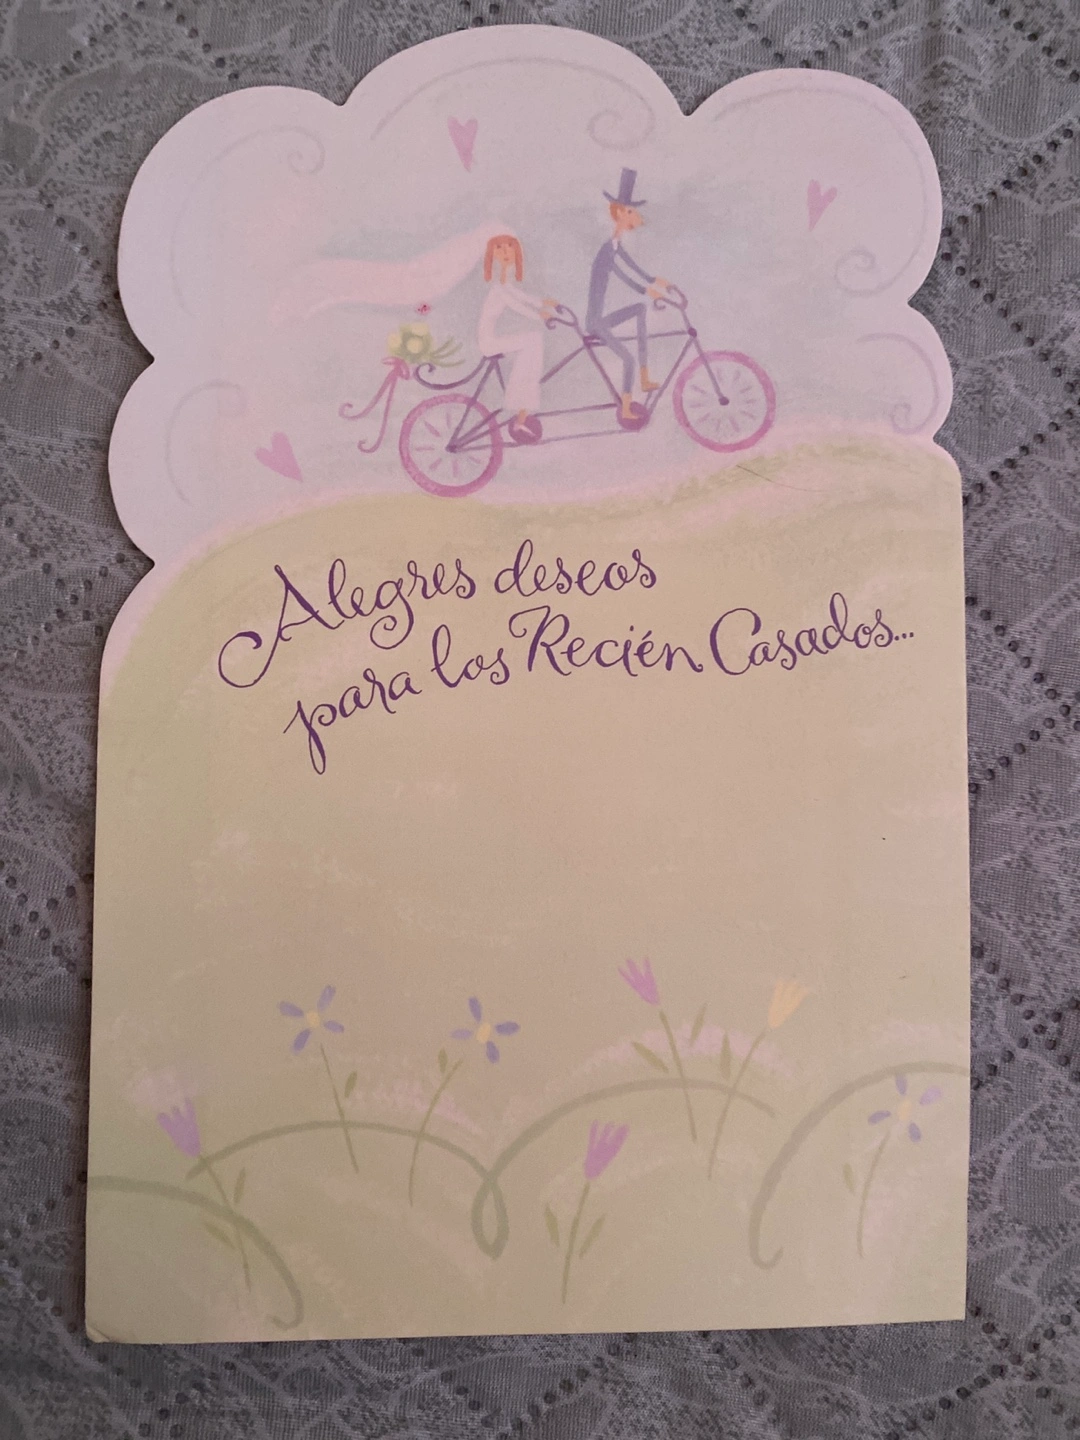 Alegres deseos
para los Recién Casados...